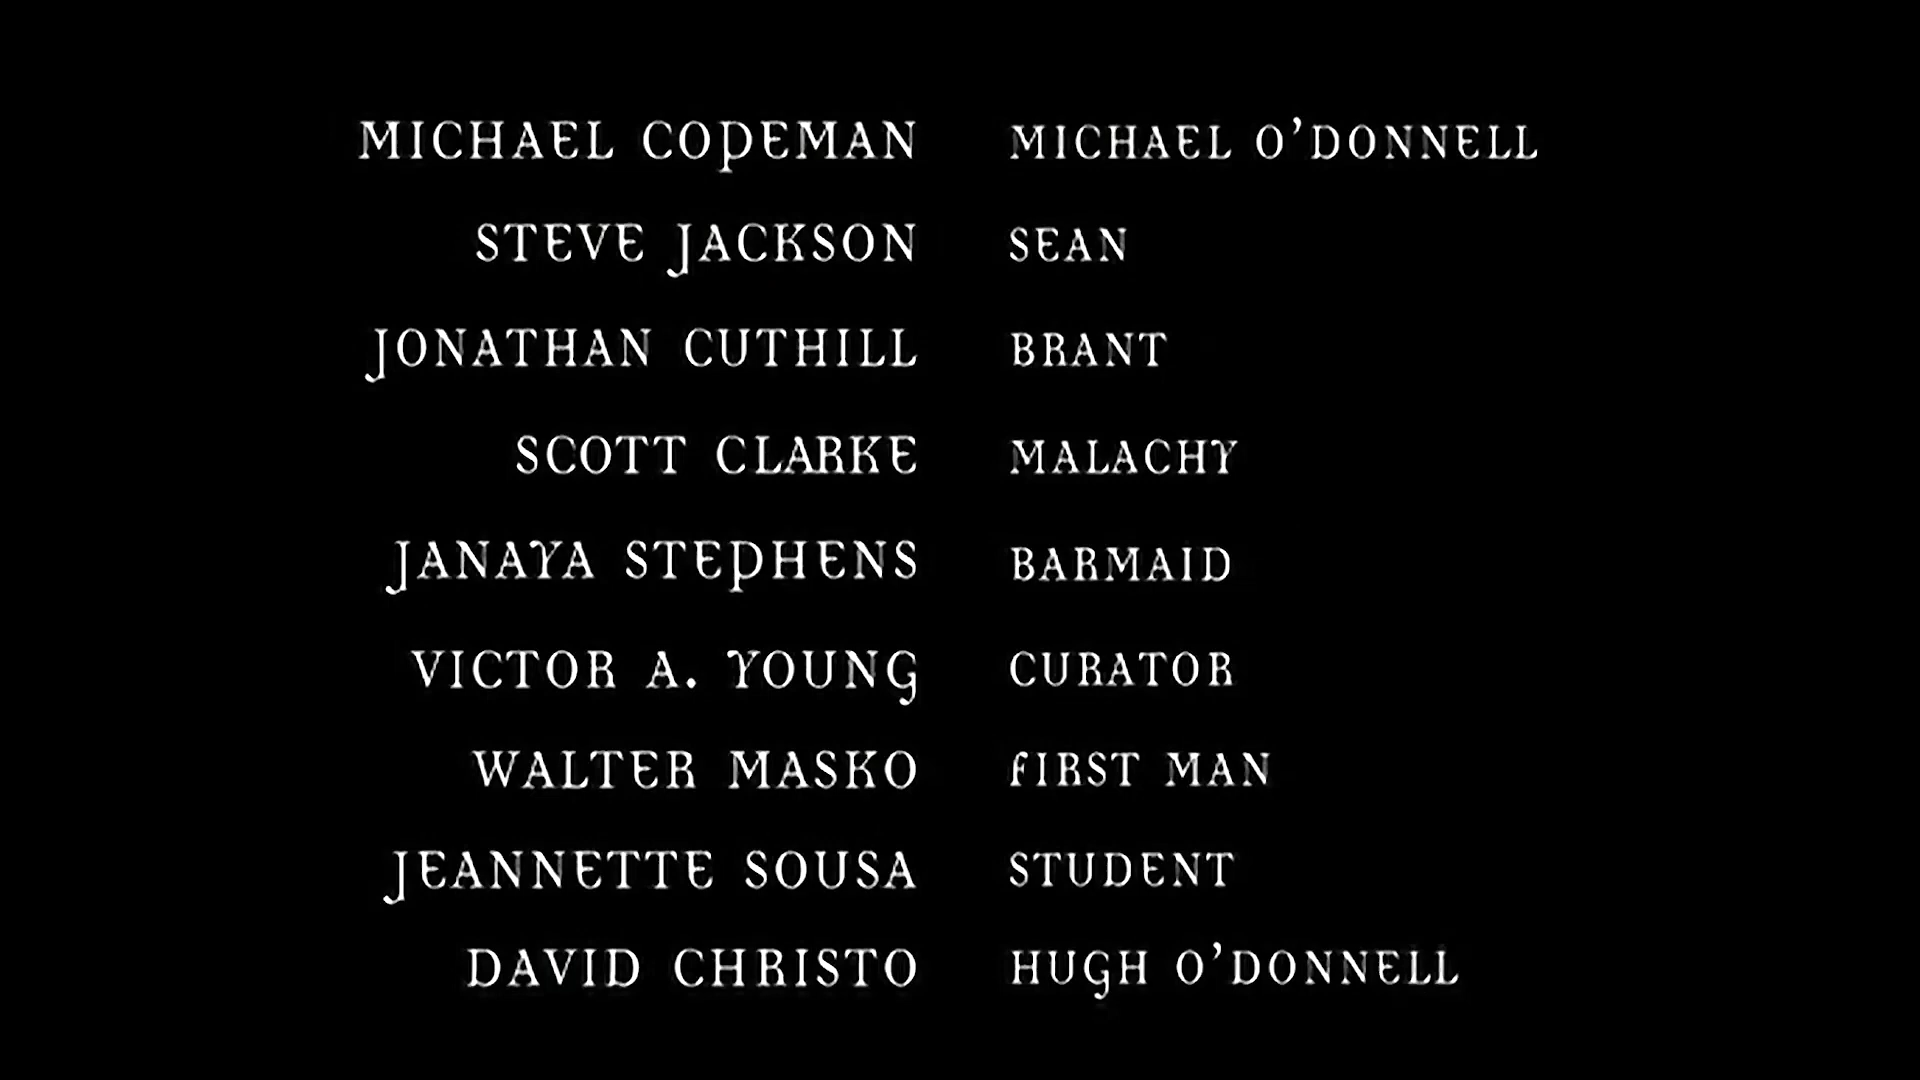 MICHAEL COPEMAN MICHAEL O'DONNELL
STEVE JACKSON SEAN
JONATHAN CUTHILL BRANT
SCOTT CLARKE MALACHY
JANAYA STEPHENS BARMAID
VICTOR A. YOUNG CURATOR
WALTER MASKO FIRST MAN
JEANNETTE SOUSA STUDENT
DAVID CHRISTO HUGH O'DONNELL